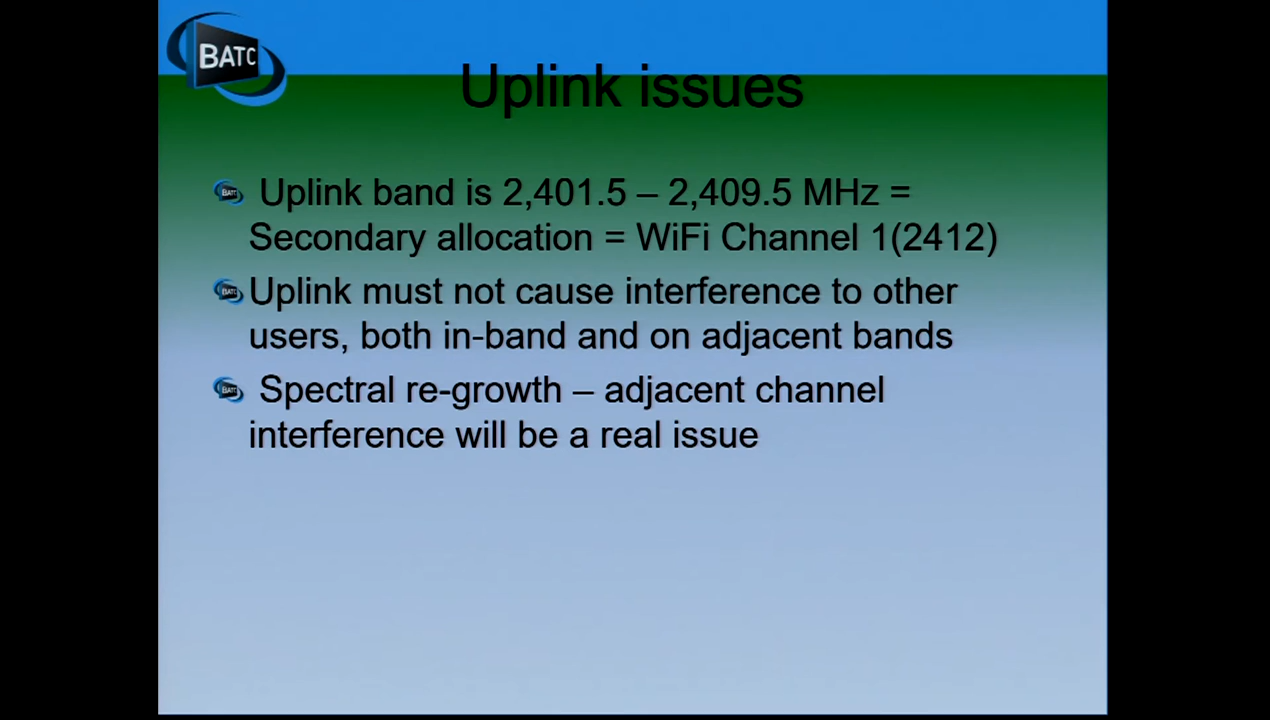 BATC
Uplink issues
Uplink band is 2,401.5 – 2,409.5 MHz =
Secondary allocation = WiFi Channel 1(2412)
Uplink must not cause interference to other
users, both in-band and on adjacent bands
Spectral re-growth – adjacent channel
interference will be a real issue